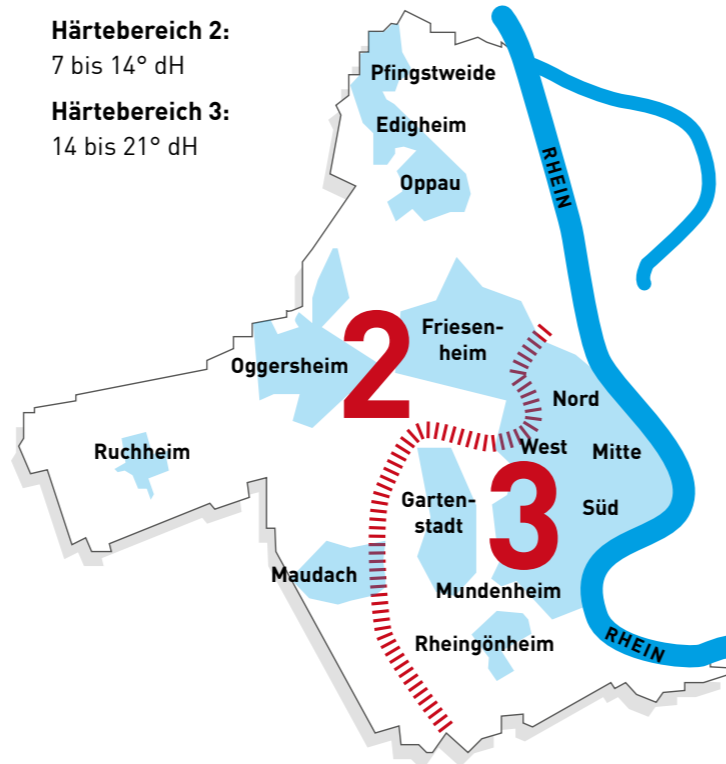 Härtebereich 2:
7 bis 14° dH
Härtebereich 3:
14 bis 21° dH
Pfingstweide
Edigheim
Oppau
RHEIN
Friesen-
heim
2
Oggersheim
Nord
West
Mitte
Ruchheim
Garten-
stadt
3
Süd
Maudach
Mundenheim
Rheingönheim
RHEIN